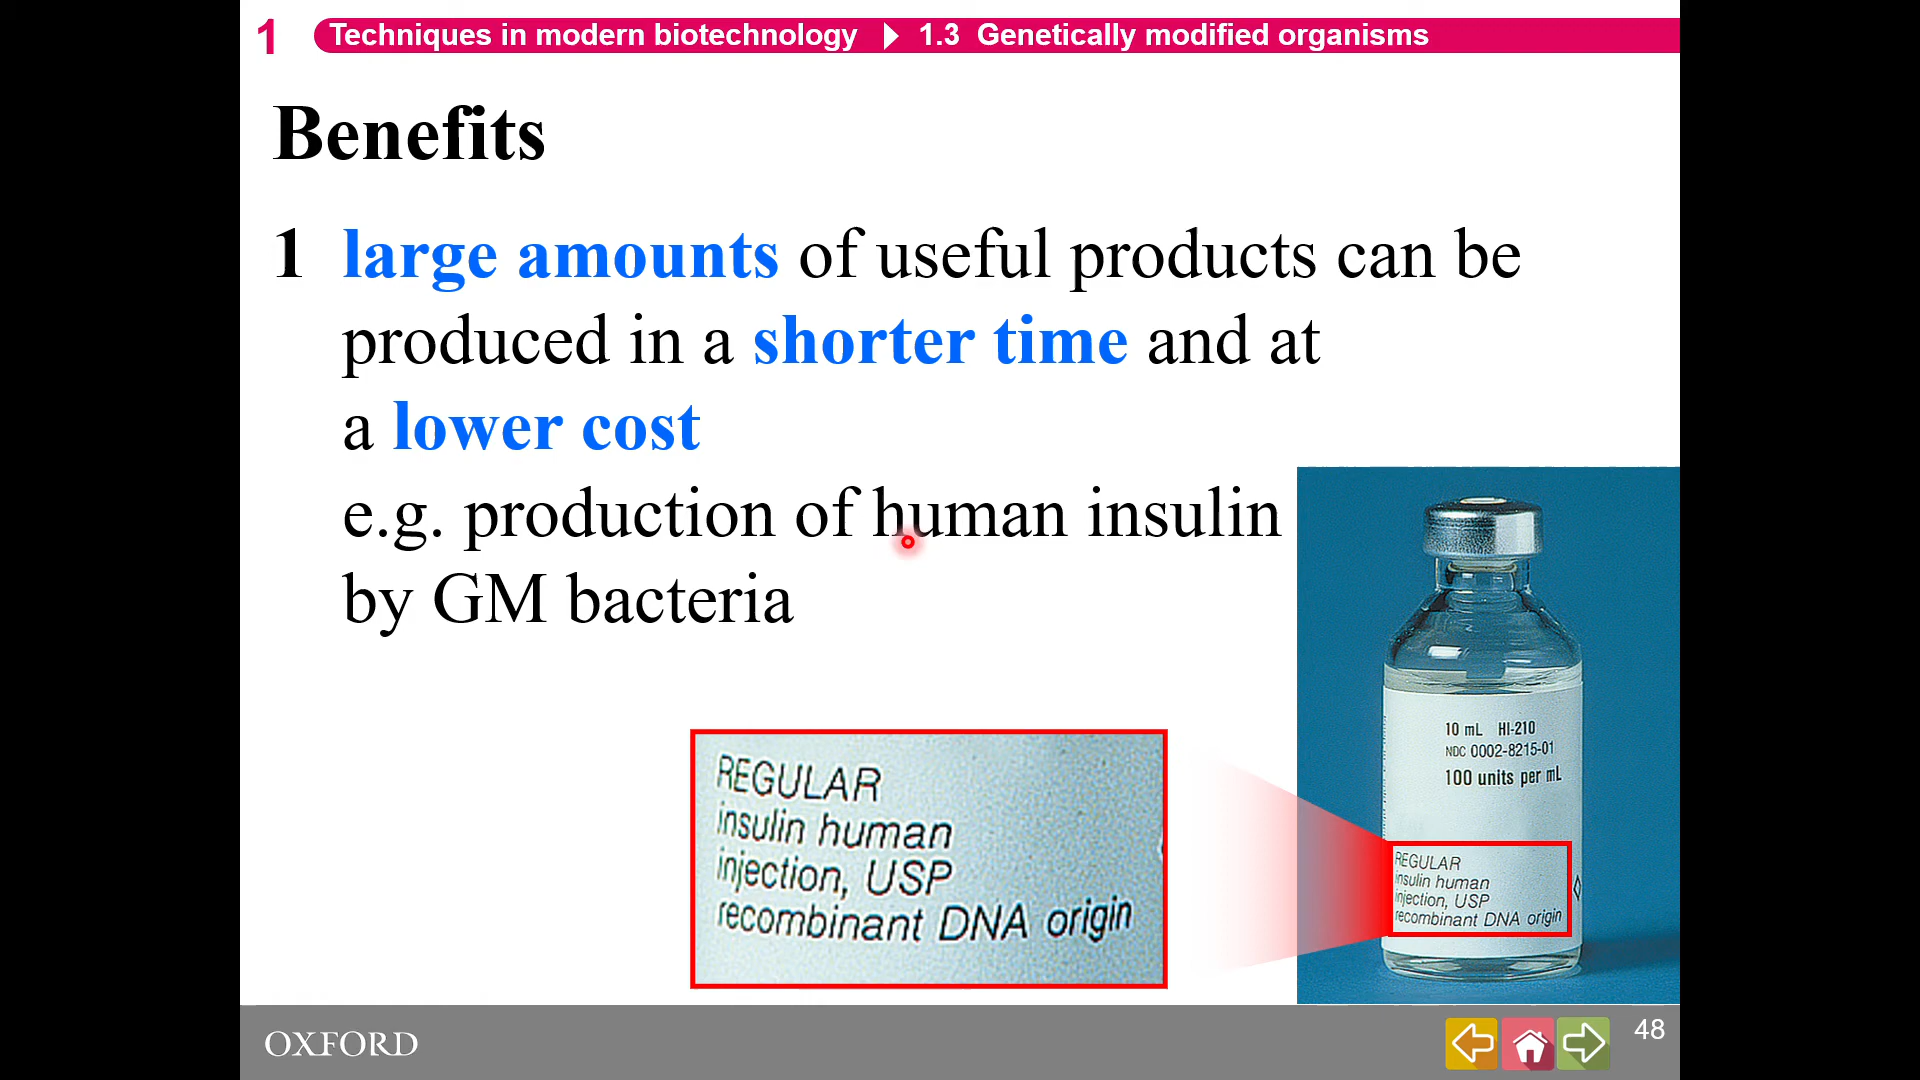 1 Techniques in modern biotechnology 1.3 Genetically modified organisms
Benefits
1 large amounts of useful products can be
produced in a shorter time and at
a lower cost
e.g. production of human insulin
by GM bacteria
10 mL HI-210
NDC 0002-8215-01
100 units per mL
REGULAR
insulin human
injection, USP
recombinant DNA origin
REGULAR
insulin human
injection, USP
recombinant DNA origin
OXFORD
48